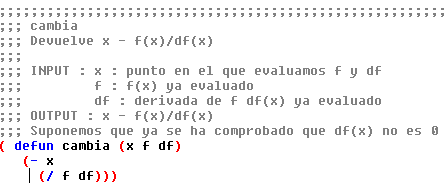 ;;;;;;;;;;;;;;;;;;;;;;;;;;;;;;;;;;;;;;;;;;;;;;;;;;;;;;;
;;; cambia
;;; Devuelve x - f(x)/df(x)
;;;
;;; INPUT : x : punto en el que evaluamos f y df
;;;         f : f(x) ya evaluado
;;;         df : derivada de f df(x) ya evaluado
;;; OUTPUT : x - f(x)/df(x)
;;; Suponemos que ya se ha comprobado que df(x) no es 0
( defun cambia (x f df)
   (- x
     (/ f df)))